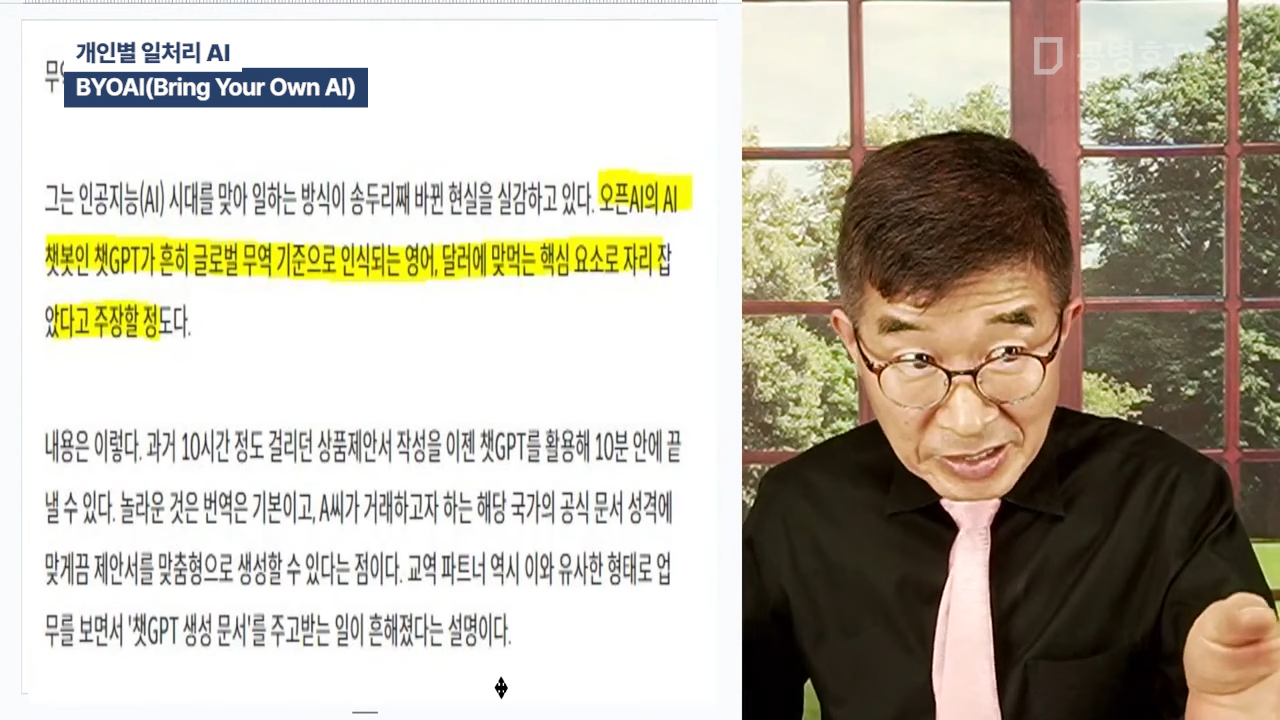 개인별 일처리 AI
BYOAI(Bring Your Own AI)
그는 인공지능(AI) 시대를 맞아 일하는 방식이 송두리째 바뀐 현실을 실감하고 있다. 오픈AI의 AI
챗봇인 챗GPT가 흔히 글로벌 무역 기준으로 인식되는 영어, 달러에 맞먹는 핵심 요소로 자리 잡
았다고 주장할 정도다.
내용은 이렇다. 과거 10시간 정도 걸리던 상품제안서 작성을 이젠 챗GPT를 활용해 10분 안에 끝
낼 수 있다. 놀라운 것은 번역은 기본이고, A씨가 거래하고자 하는 해당 국가의 공식 문서 성격에
맞게끔 제안서를 맞춤형으로 생성할 수 있다는 점이다. 교역 파트너 역시 이와 유사한 형태로 업
무를 보면서 '챗GPT 생성 문서'를 주고받는 일이 흔해졌다는 설명이다.
공병호TV